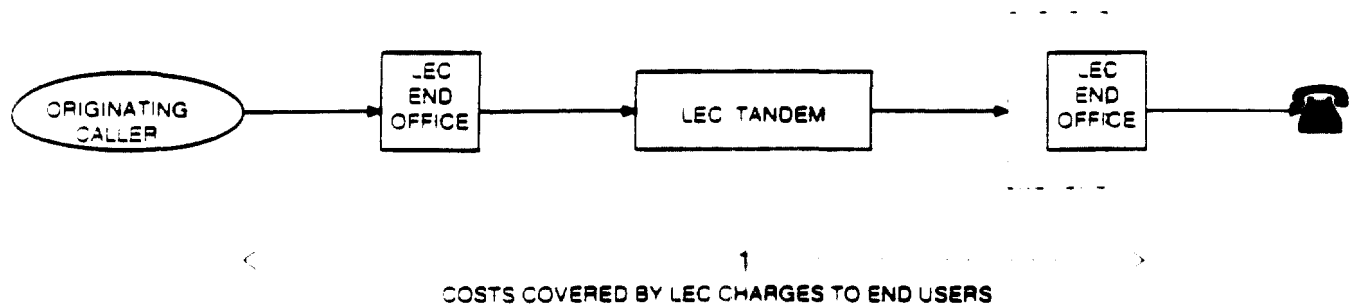 ORIGINATING
CALLER
LEC
END
OFFICE
LEC TANDEM
LEC
END
OFFICE
1
COSTS COVERED BY LEC CHARGES TO END USERS